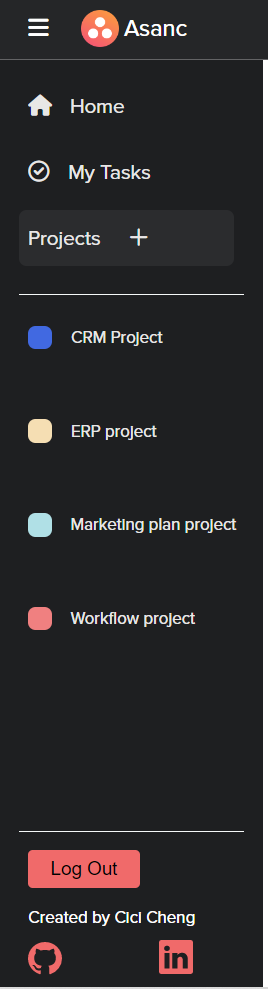 Asanc
Home
My Tasks
Projects +
CRM Project
ERP project
Marketing plan project
Workflow project
Log Out
Created by Cici Cheng
in